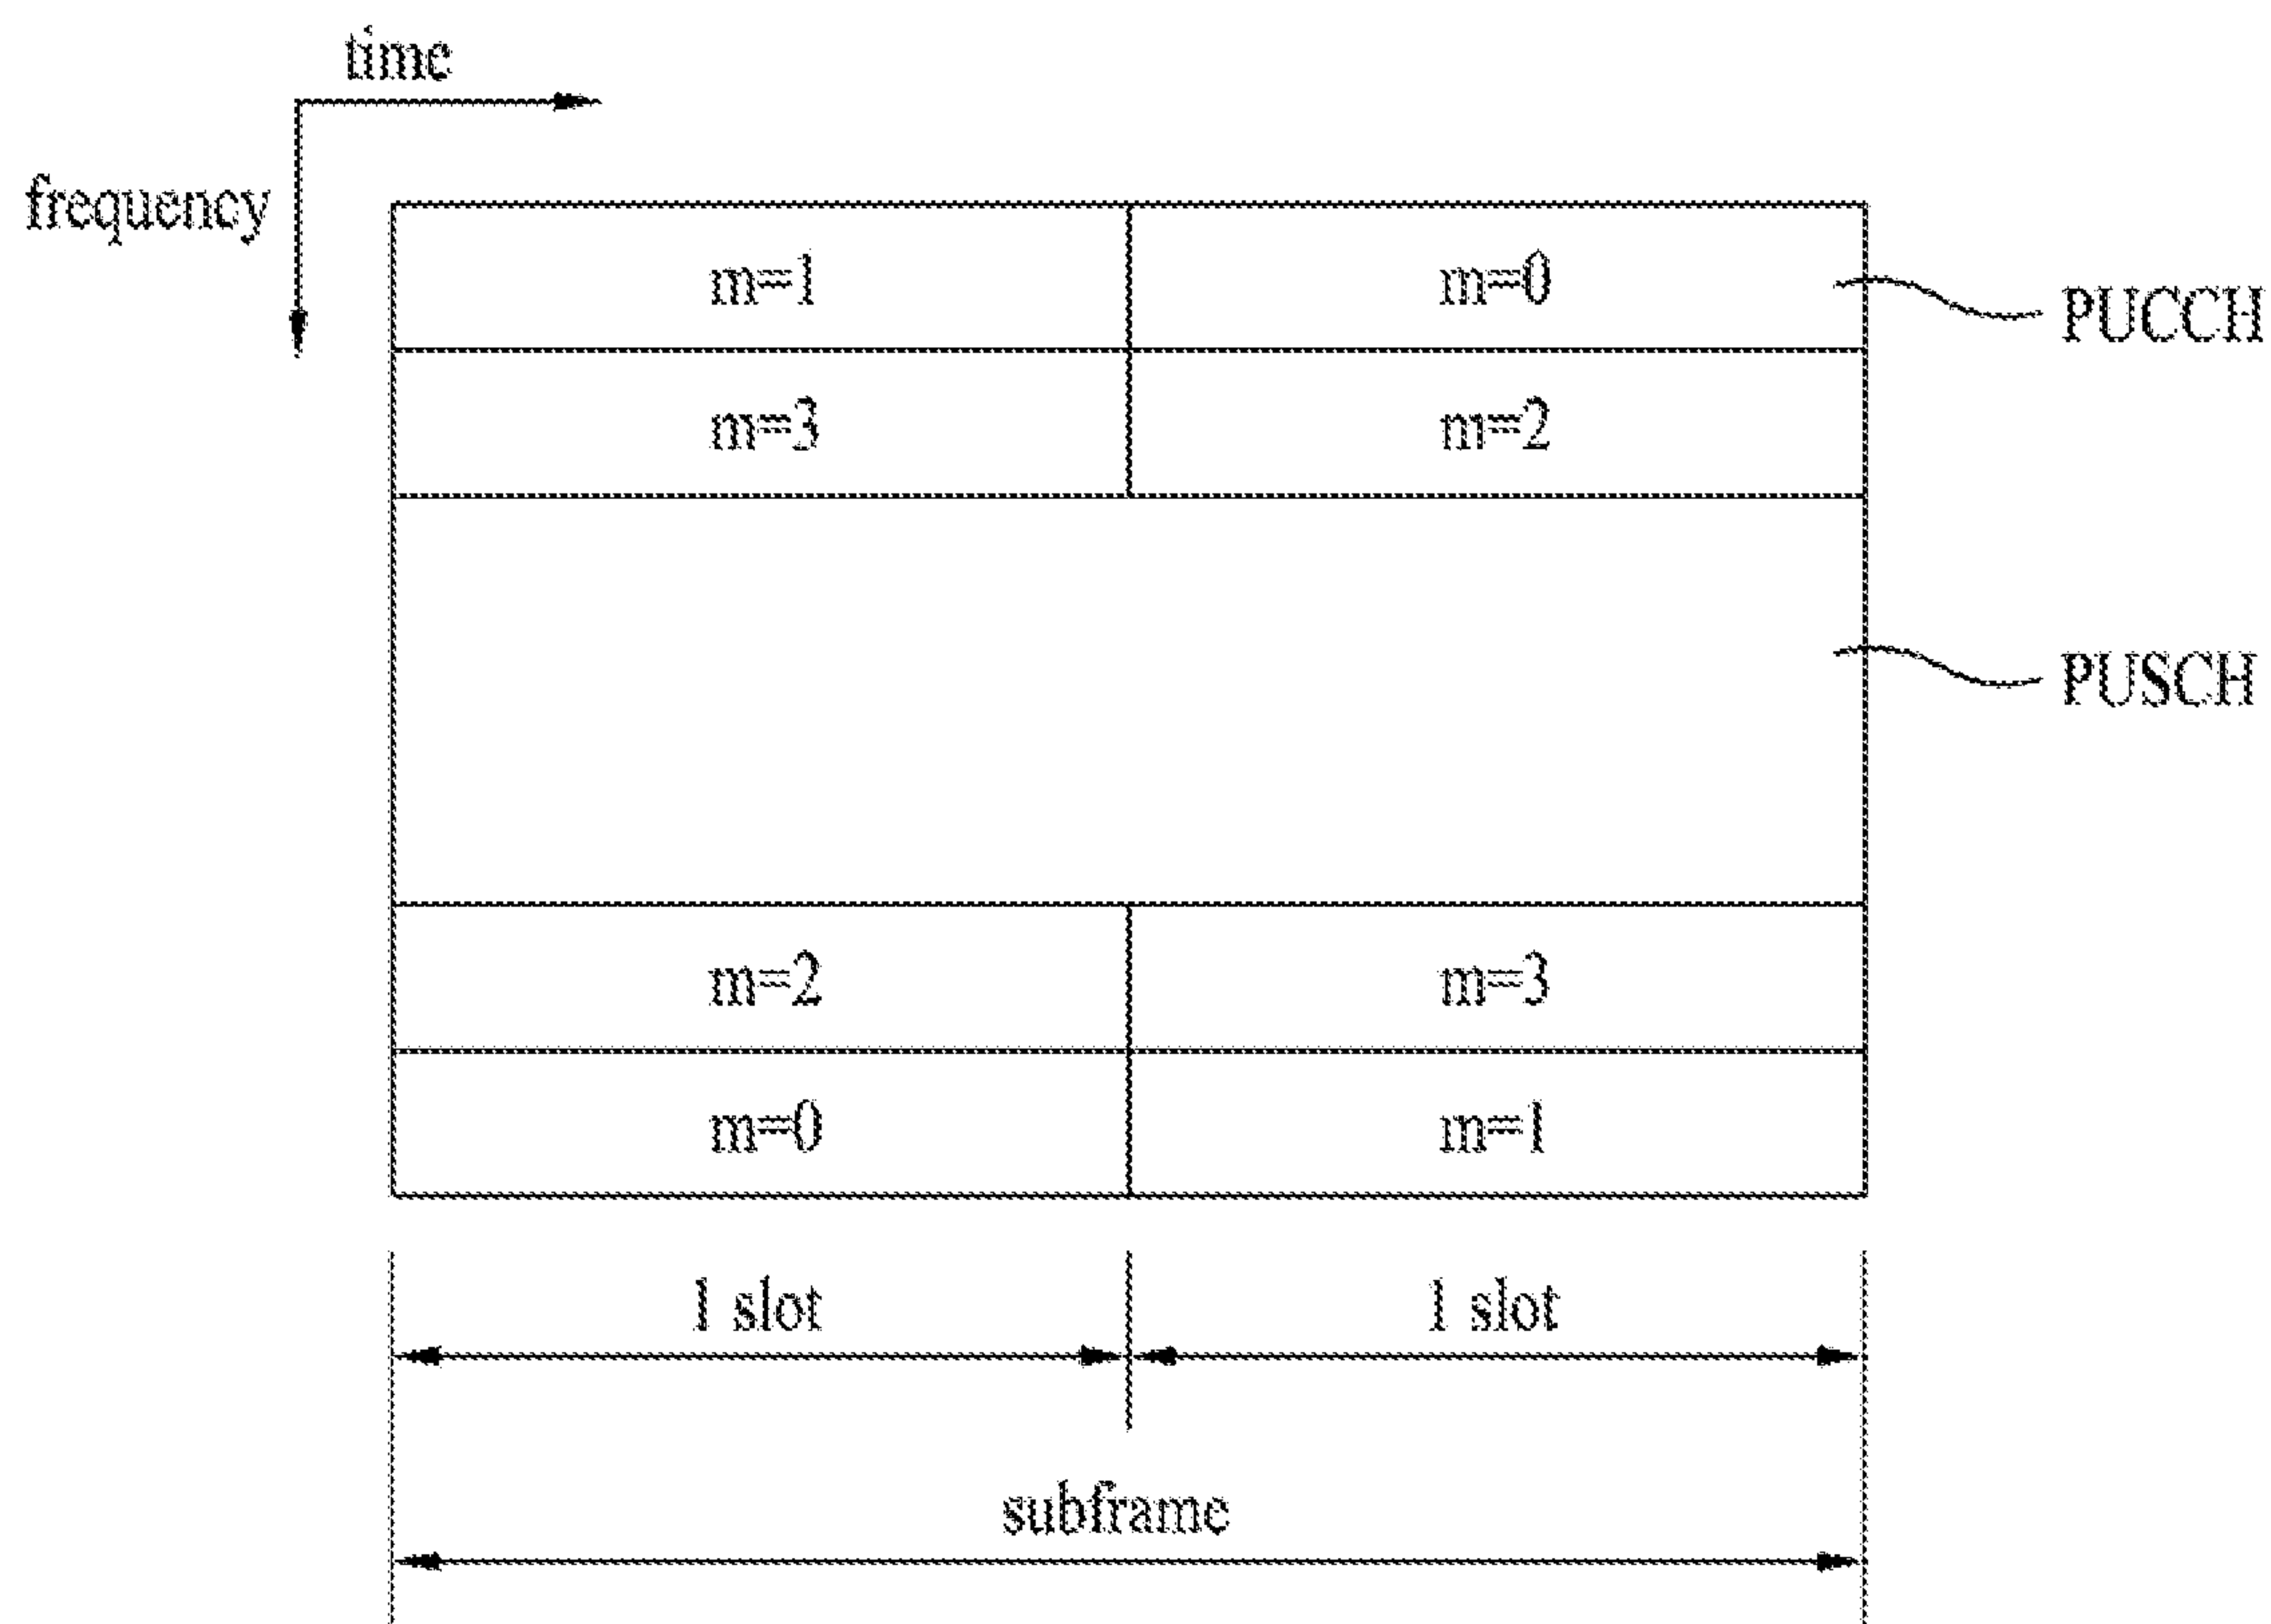 time
frequency
m=1 m=0
PUCCH
m=3 m=2
PUSCH
m=2 m=3
m=0 m=1
1 slot 1 slot
subframe